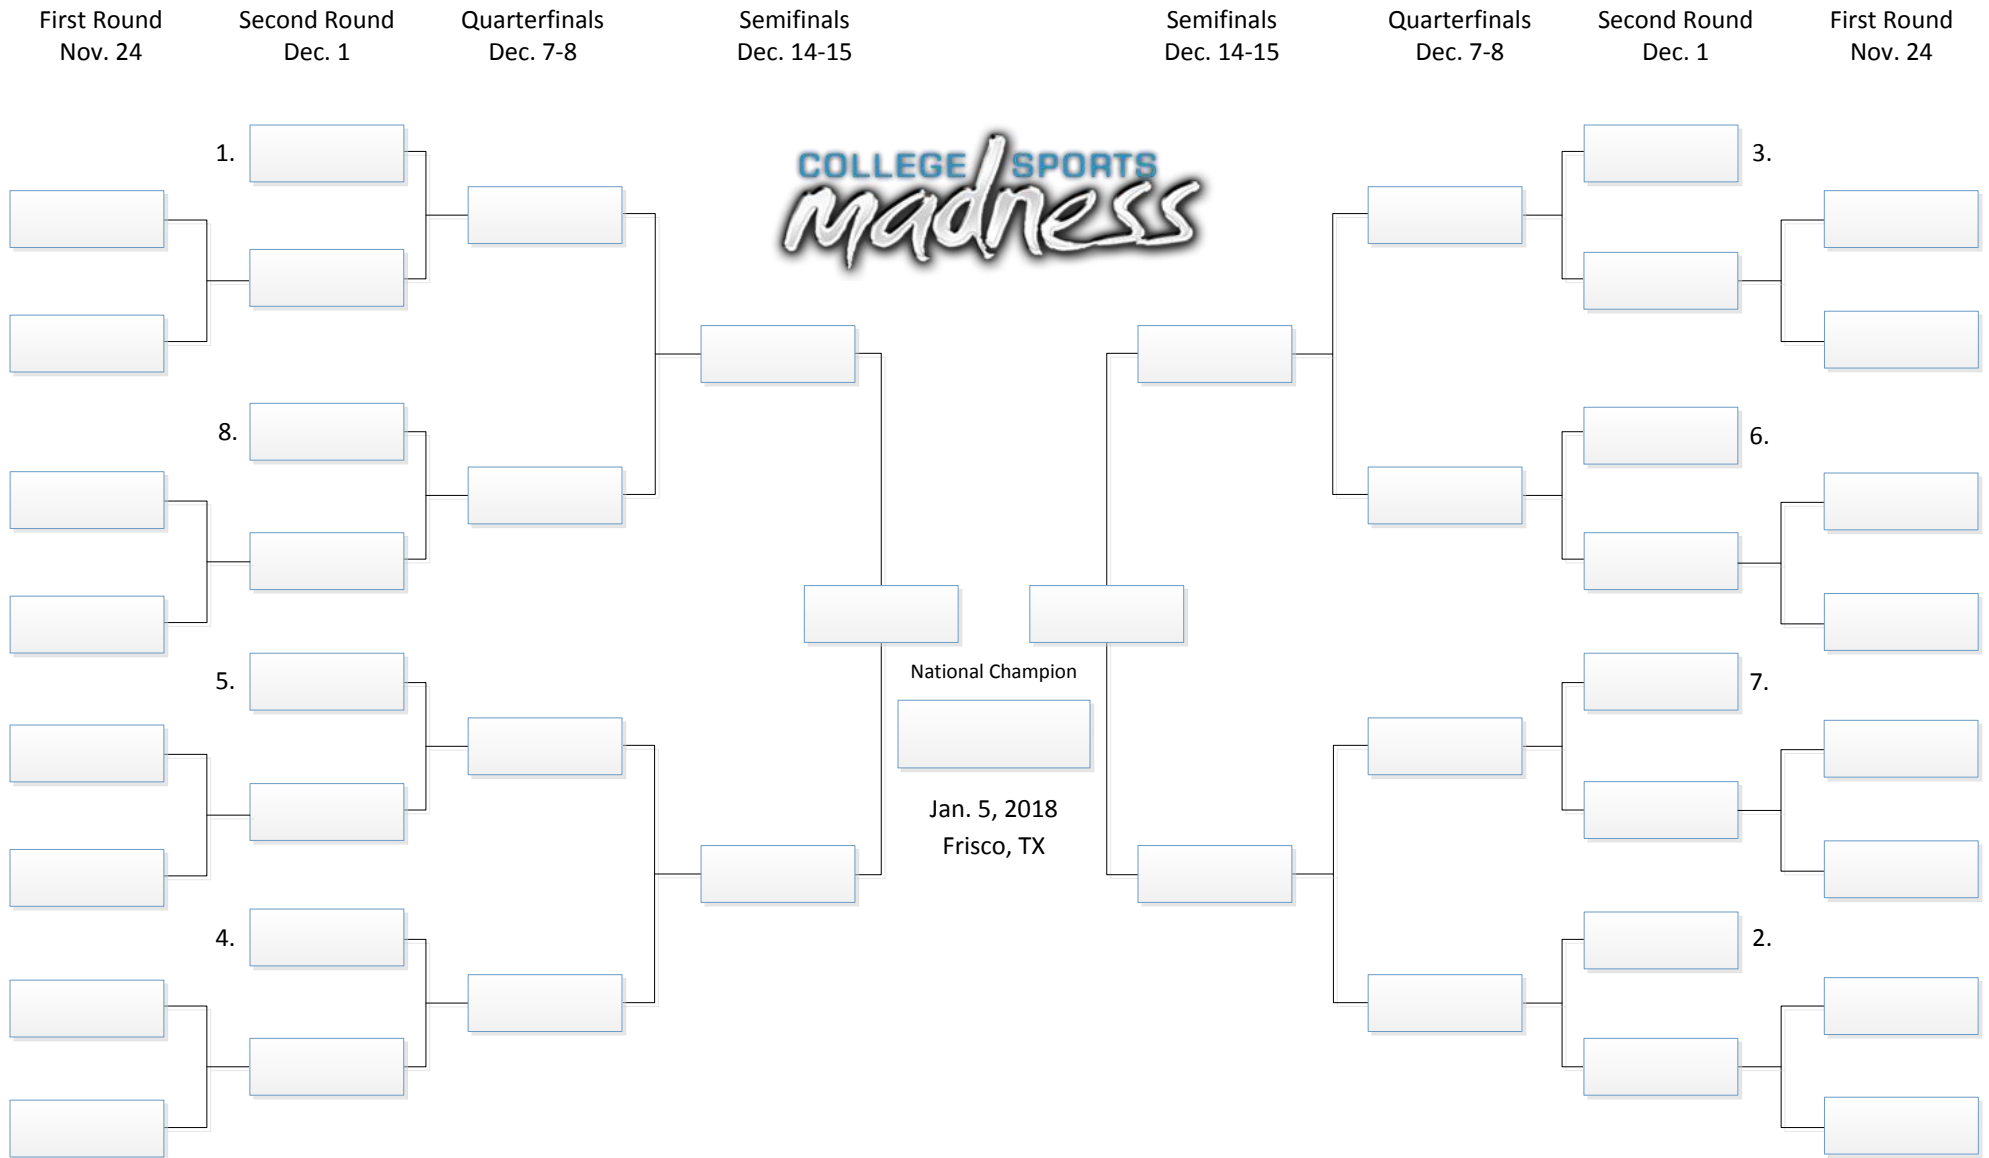 First Round Second Round Quarterfinals Semifinals Semifinals Quarterfinals Second Round First Round
Nov. 24 Dec. 1 Dec. 7-8 Dec. 14-15 Dec. 14-15 Dec. 7-8 Dec. 1 Nov. 24
COLLEGE SPORTS
madness
1. 3.
8. 6.
National Champion
5. 7.
Jan. 5, 2018
Frisco, TX
4. 2.